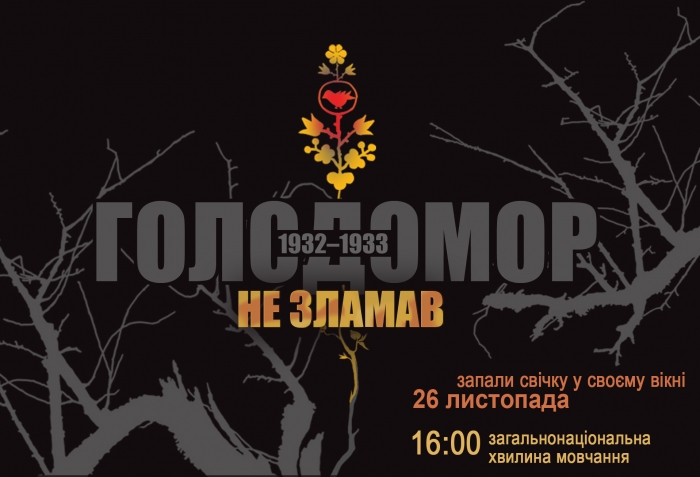 ГОЛОДОМОР
1932–1933
НЕ ЗЛАМАВ
запали свічку у своєму вікні
26 листопада
16:00 загальнонаціональна
хвилина мовчання